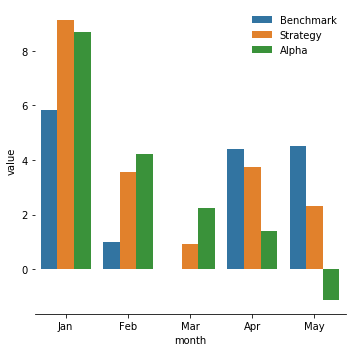 Benchmark
Strategy
Alpha
value
8
6
4
2
0
Jan Feb Mar Apr May
month